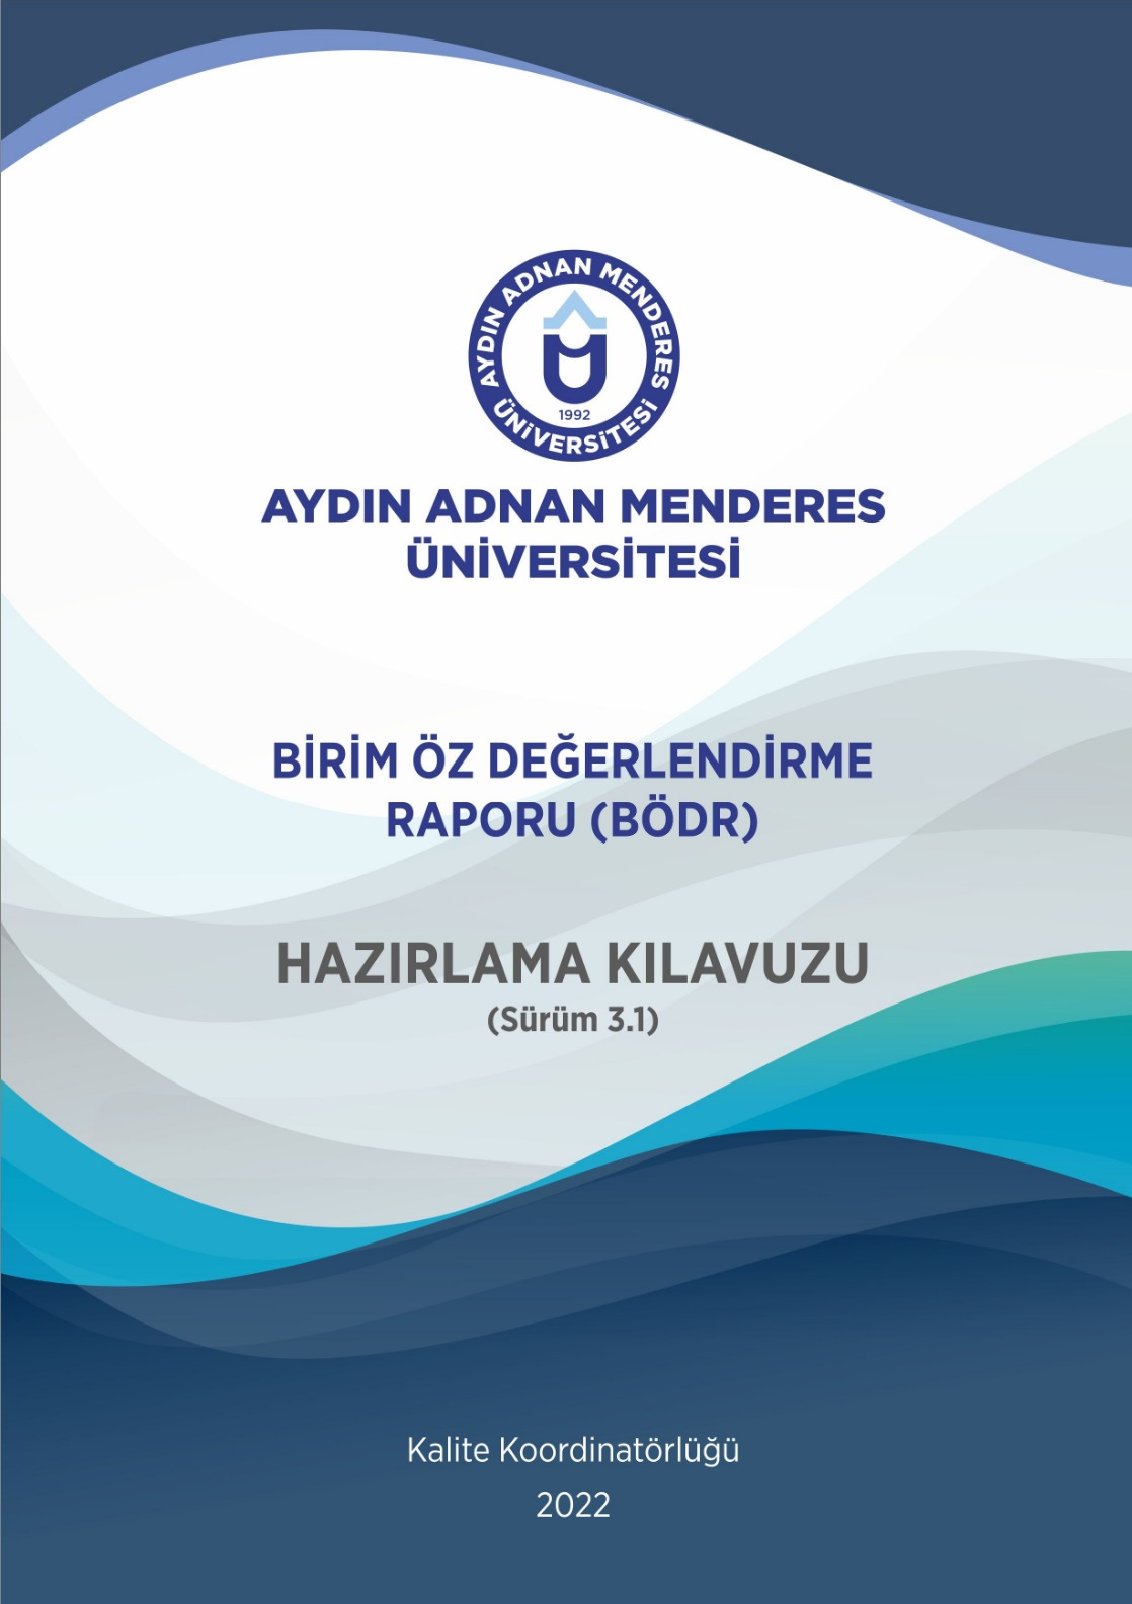 AYDIN ADNAN MENDERES
ÜNİVERSİTESİ
1992
AYDIN ADNAN MENDERES
ÜNİVERSİTESİ
BİRİM ÖZ DEĞERLENDİRME
RAPORU (BÖDR)
HAZIRLAMA KILAVUZU
(Sürüm 3.1)
Kalite Koordinatörlüğü
2022